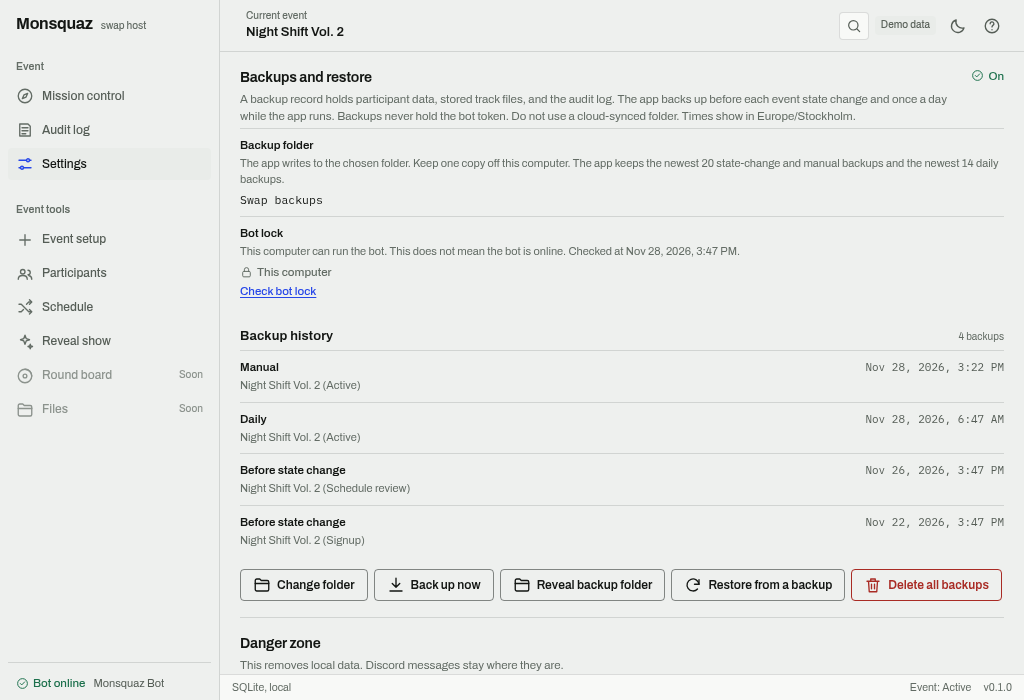 Monsquaz swap host
Event
Mission control
Audit log
Settings
Event tools
Event setup
Participants
Schedule
Reveal show
Round board Soon
Files Soon
Bot online Monsquaz Bot
Current event
Night Shift Vol. 2
Demo data
Backups and restore
On
A backup record holds participant data, stored track files, and the audit log. The app backs up before each event state change and once a day
while the app runs. Backups never hold the bot token. Do not use a cloud-synced folder. Times show in Europe/Stockholm.
Backup folder
The app writes to the chosen folder. Keep one copy off this computer. The app keeps the newest 20 state-change and manual backups and the newest 14 daily
backups.
Swap backups
Bot lock
This computer can run the bot. This does not mean the bot is online. Checked at Nov 28, 2026, 3:47 PM.
This computer
Check bot lock
Backup history 4 backups
Manual Nov 28, 2026, 3:22 PM
Night Shift Vol. 2 (Active)
Daily Nov 28, 2026, 6:47 AM
Night Shift Vol. 2 (Active)
Before state change Nov 26, 2026, 3:47 PM
Night Shift Vol. 2 (Schedule review)
Before state change Nov 22, 2026, 3:47 PM
Night Shift Vol. 2 (Signup)
Change folder Back up now Reveal backup folder Restore from a backup Delete all backups
Danger zone
This removes local data. Discord messages stay where they are.
SQLite, local Event: Active v0.1.0